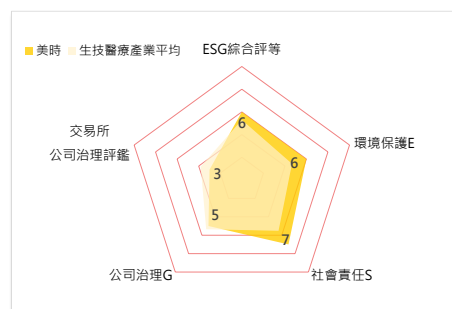 ESG綜合評等
美時 生技醫療產業平均
6
交易所
公司治理評鑑
環境保護E
6
3
5
7
公司治理G
社會責任S